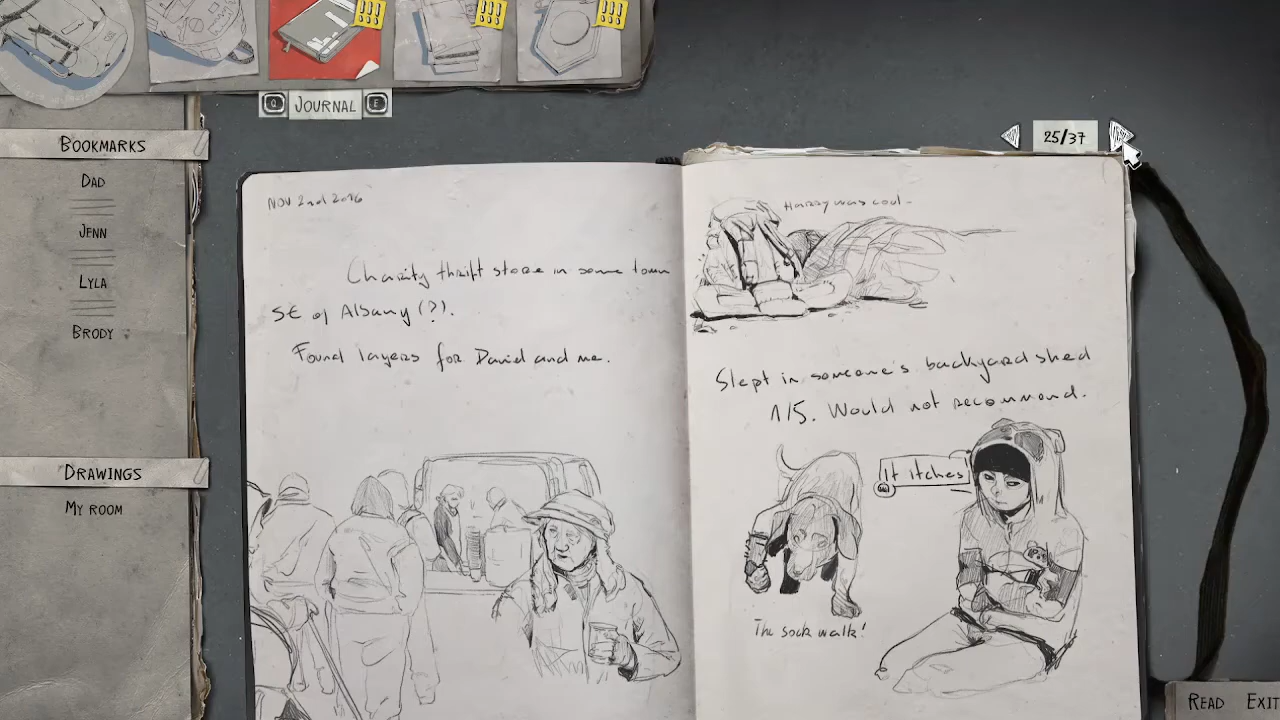 Q JOURNAL E
BOOKMARKS
DAD
JENN
LYLA
BRODY
DRAWINGS
MY ROOM
25/37
NOV 2nd 2016
Charity thrift store in some town
SE of Albany (?).
Found layers for David and me.
Harry was cool -
Slept in someone's backyard shed
1/5. Would not recommend.
It itches
The sock walk!
READ EXIT